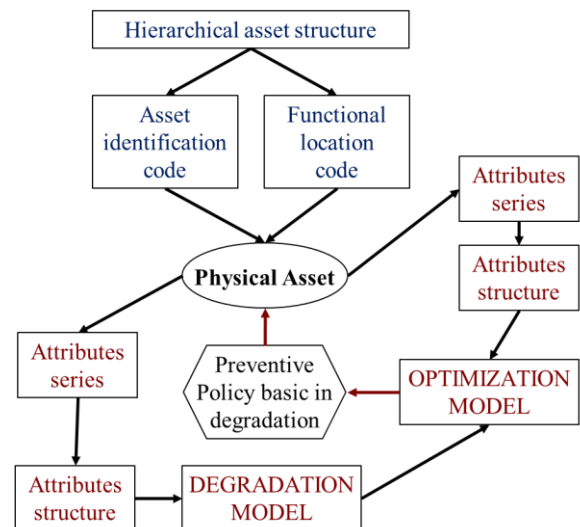 Hierarchical asset structure
Asset
identification
code
Functional
location
code
Attributes
series
Physical Asset
Attributes
structure
Attributes
series
Preventive
Policy basic in
degradation
OPTIMIZATION
MODEL
Attributes
structure
DEGRADATION
MODEL